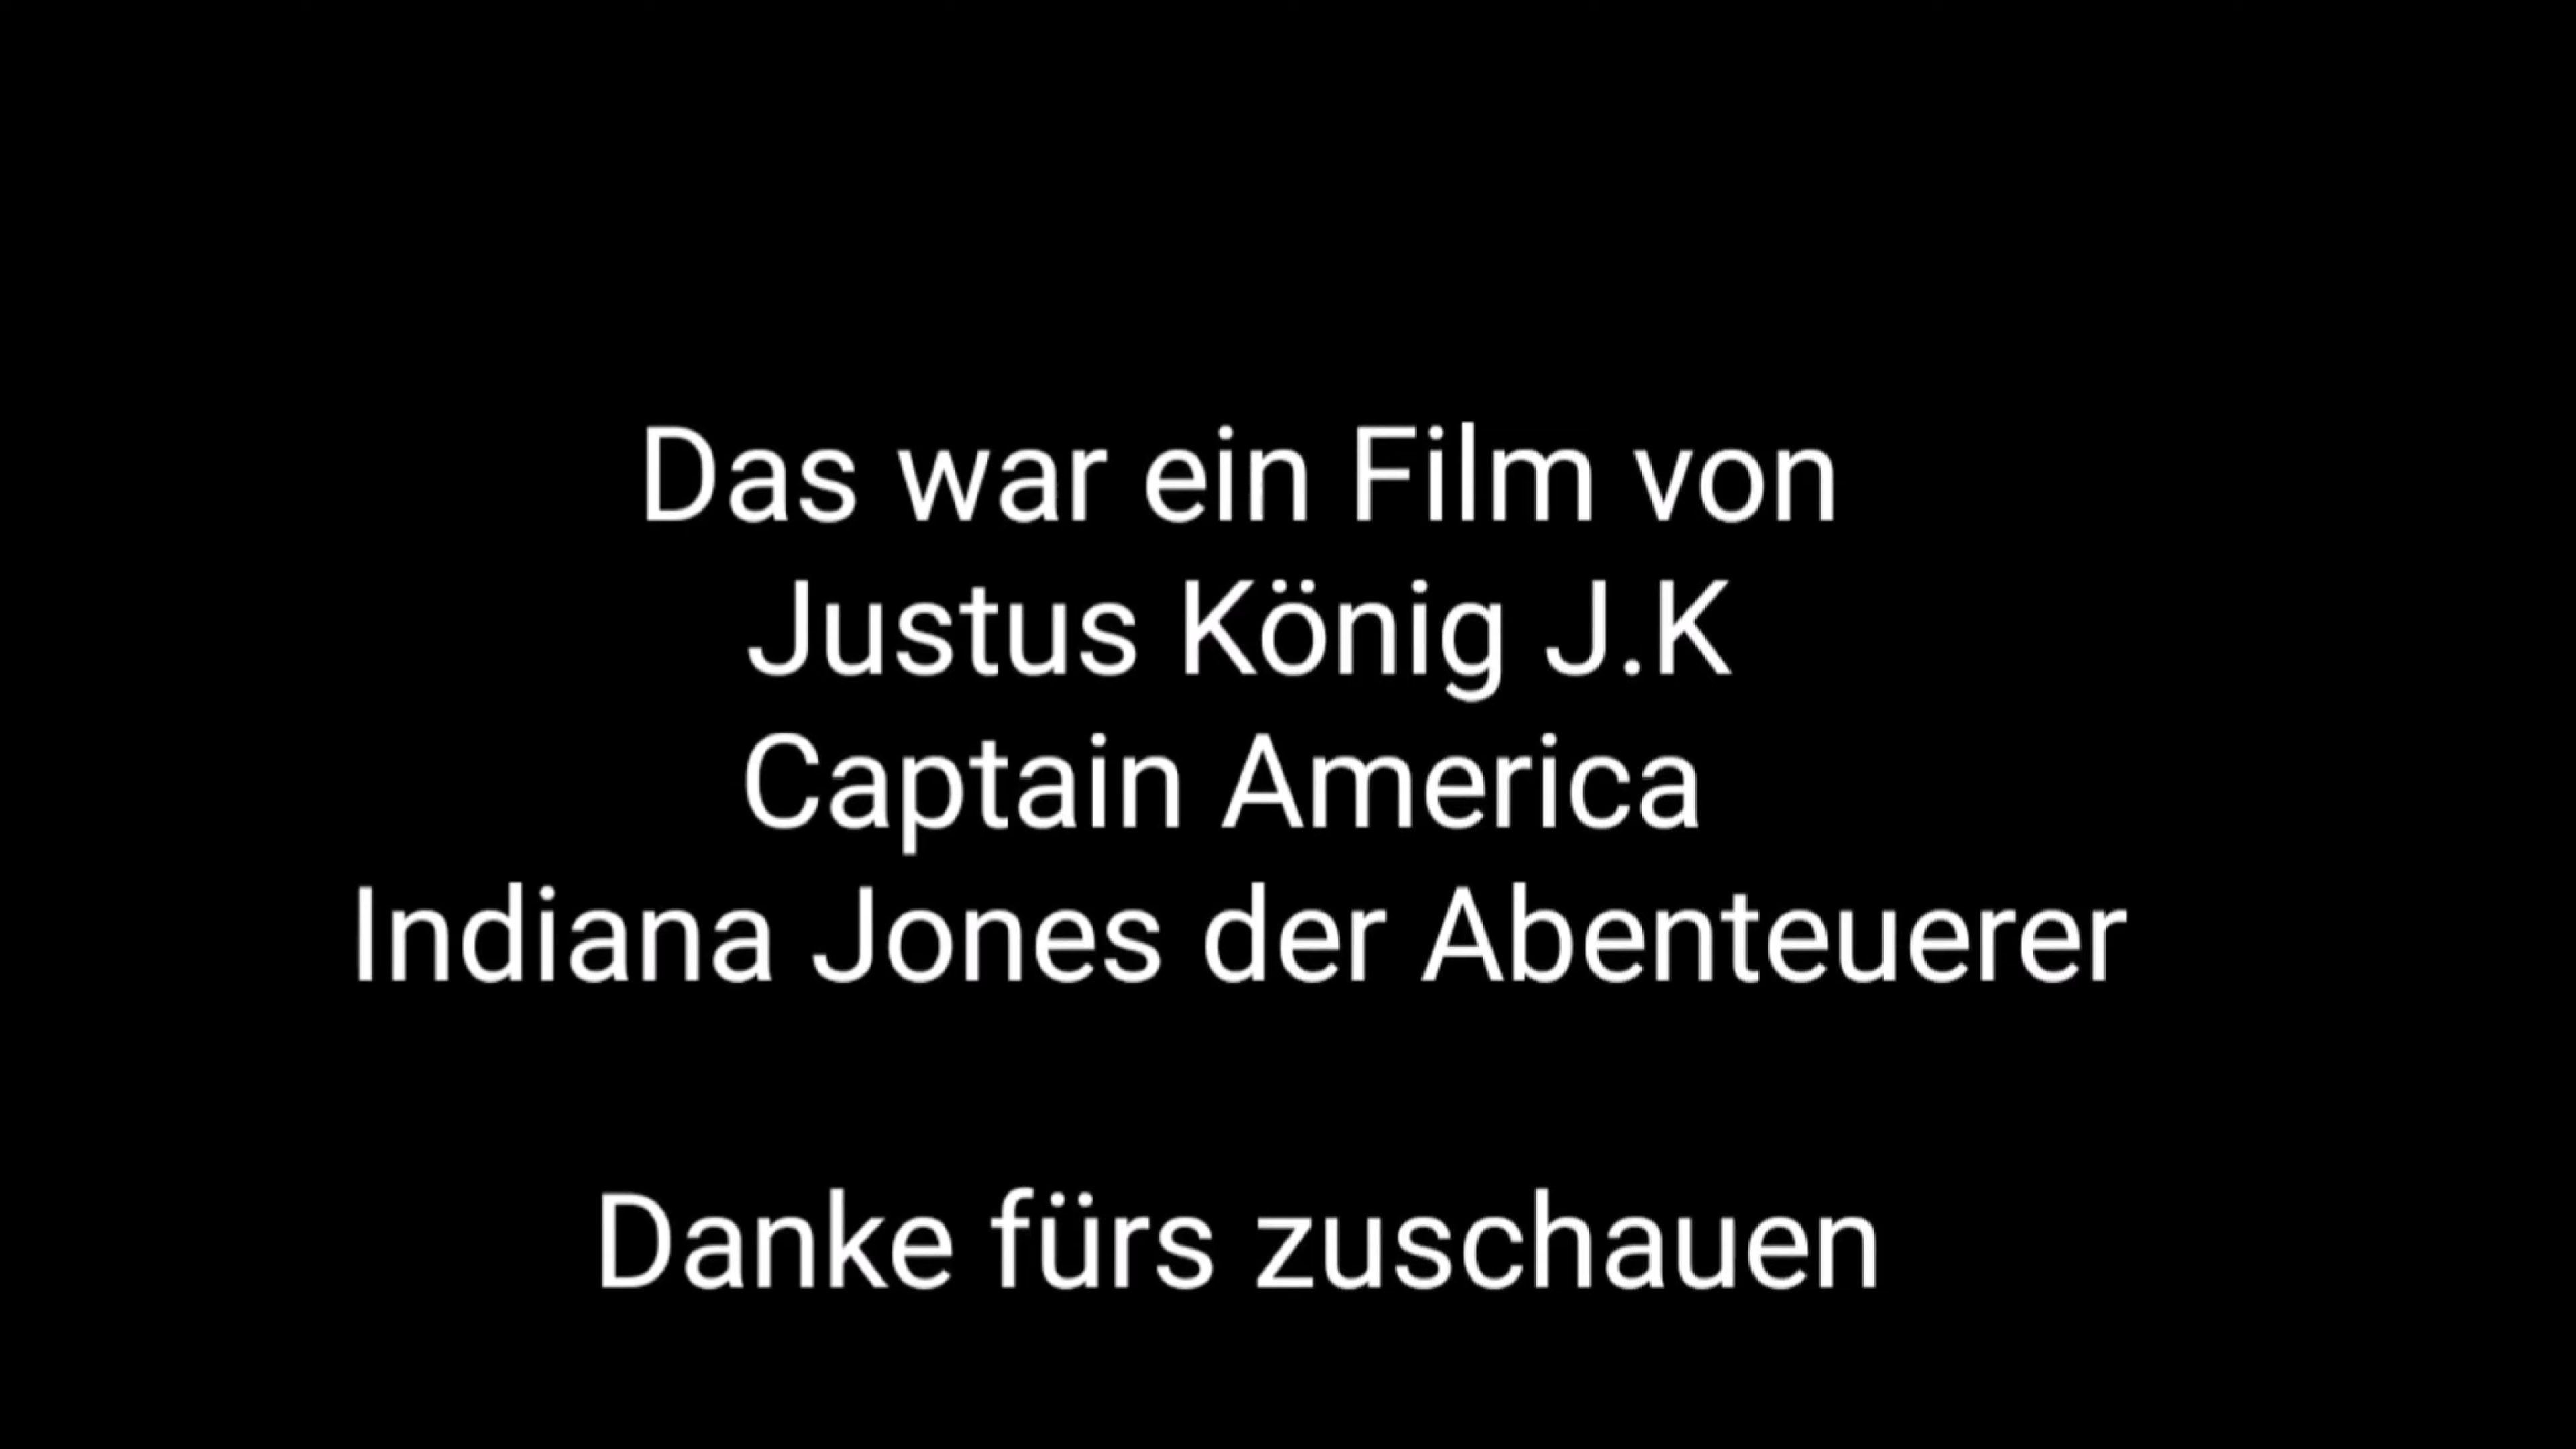 Das war ein Film von
Justus König J.K
Captain America
Indiana Jones der Abenteuerer
Danke fürs zuschauen